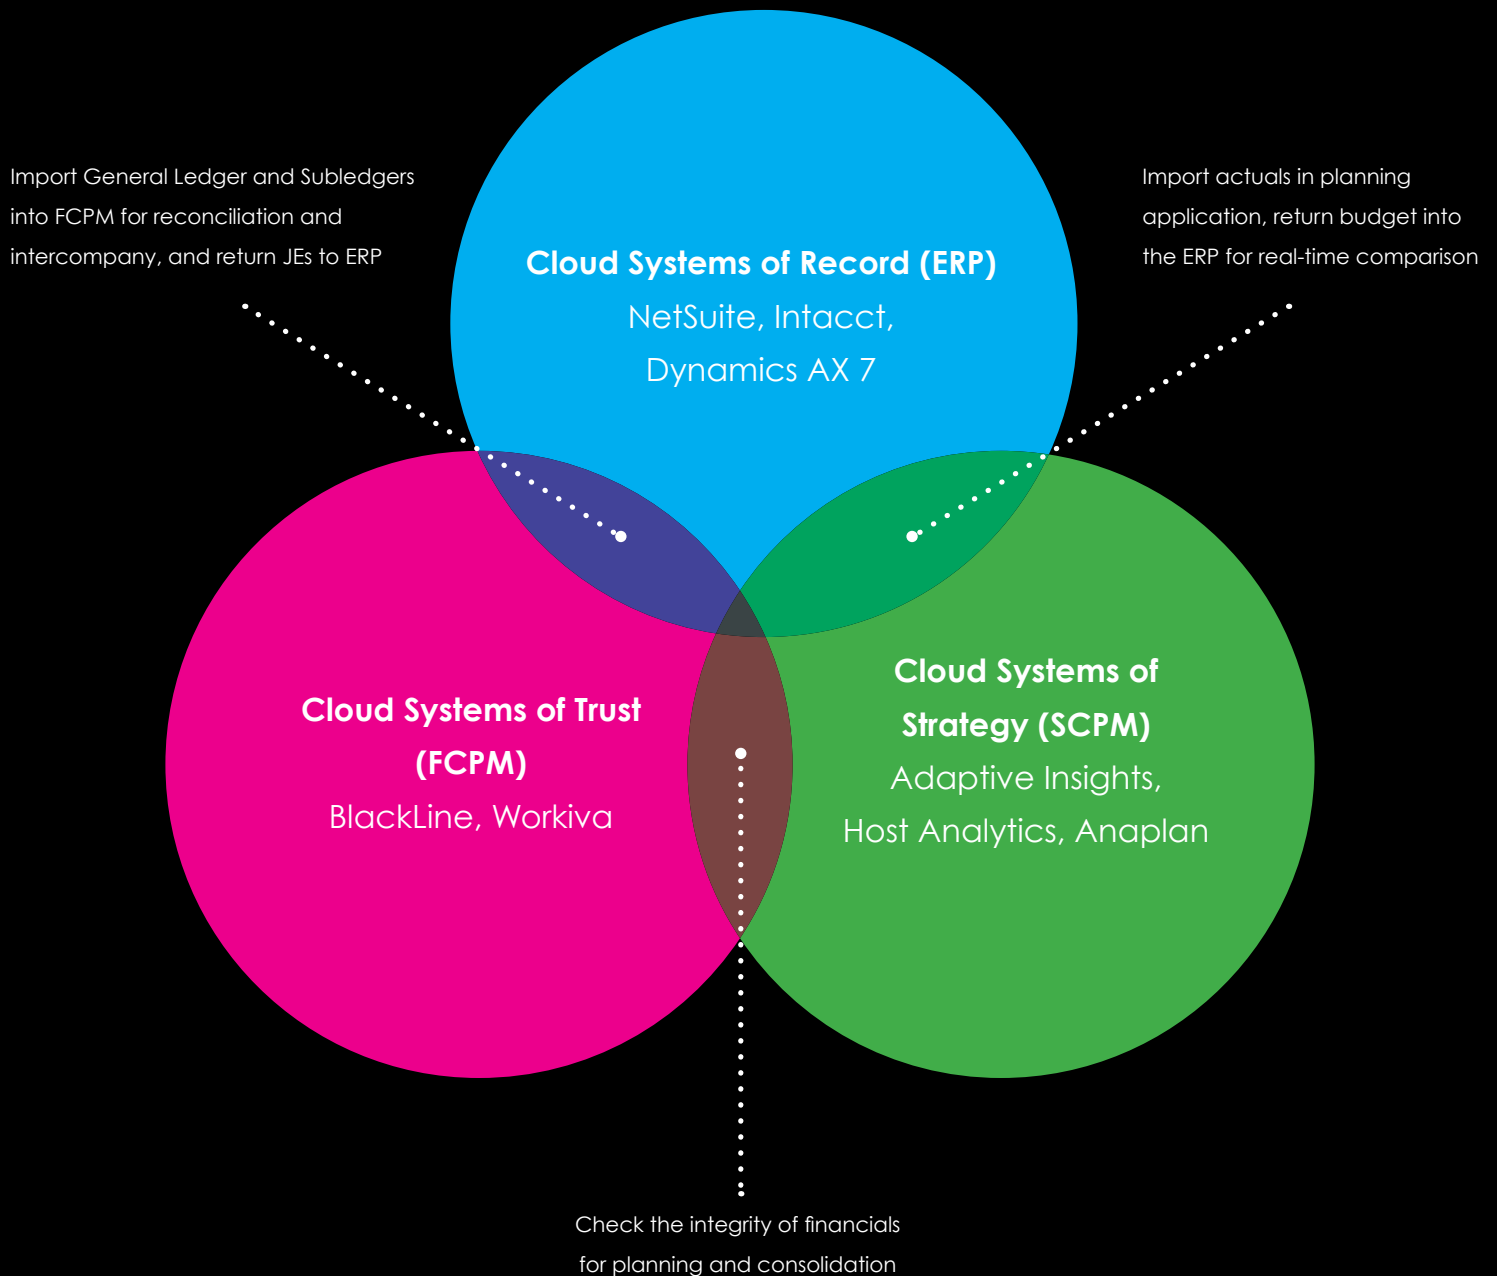 Import General Ledger and Subledgers
into FCPM for reconciliation and
intercompany, and return JEs to ERP
Import actuals in planning
application, return budget into
the ERP for real-time comparison
Cloud Systems of Record (ERP)
NetSuite, Intacct,
Dynamics AX 7
Cloud Systems of Trust
(FCPM)
BlackLine, Workiva
Cloud Systems of
Strategy (SCPM)
Adaptive Insights,
Host Analytics, Anaplan
Check the integrity of financials
for planning and consolidation